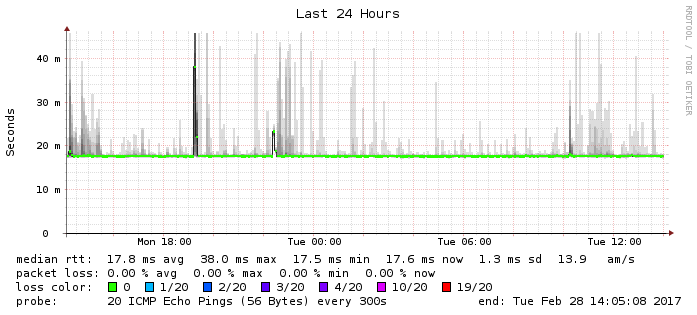 Last 24 Hours
RRDTOOL / TOBI OETIKER
Seconds
40 m
30 m
20 m
10 m
0
Mon 18:00 Tue 00:00 Tue 06:00 Tue 12:00
median rtt: 17.8 ms avg 38.0 ms max 17.5 ms min 17.6 ms now 1.3 ms sd 13.9 am/s
packet loss: 0.00 % avg 0.00 % max 0.00 % min 0.00 % now
loss color: 0 1/20 2/20 3/20 4/20 10/20 19/20
probe: 20 ICMP Echo Pings (56 Bytes) every 300s end: Tue Feb 28 14:05:08 2017